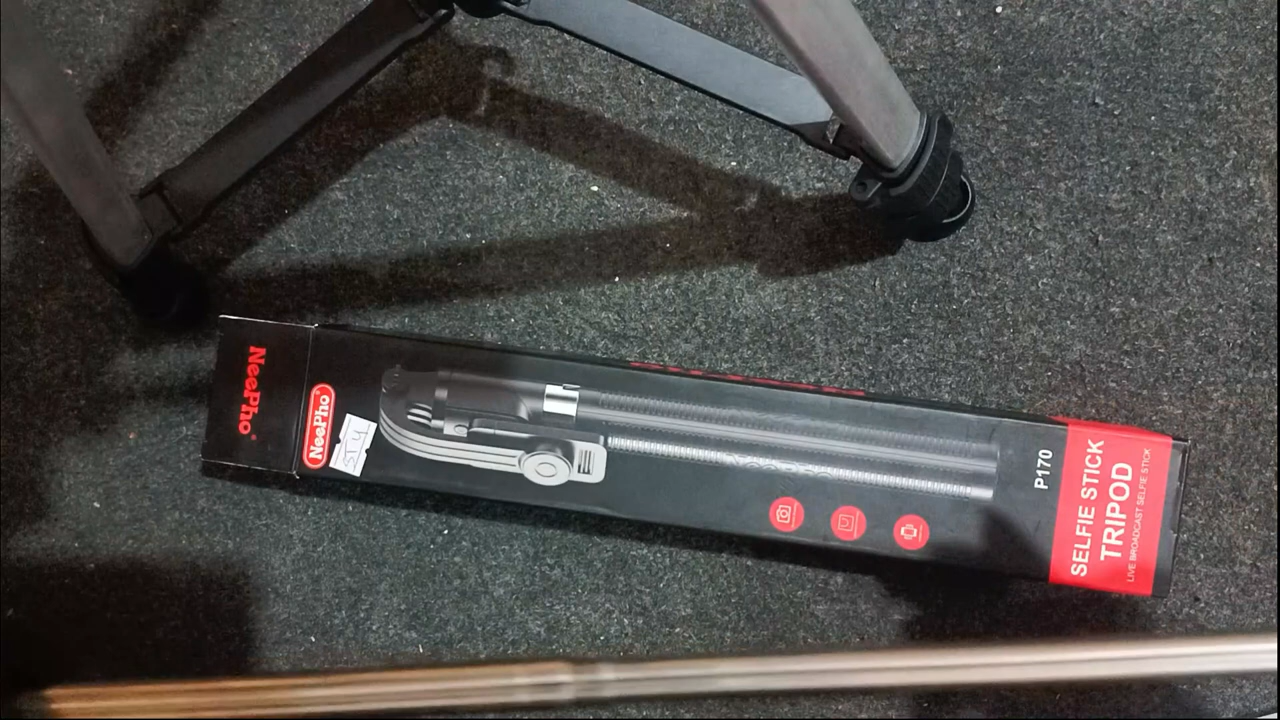 NeePho
NeePho
P170
SELFIE STICK
TRIPOD
LIVE BROADCAST SELFIE STICK